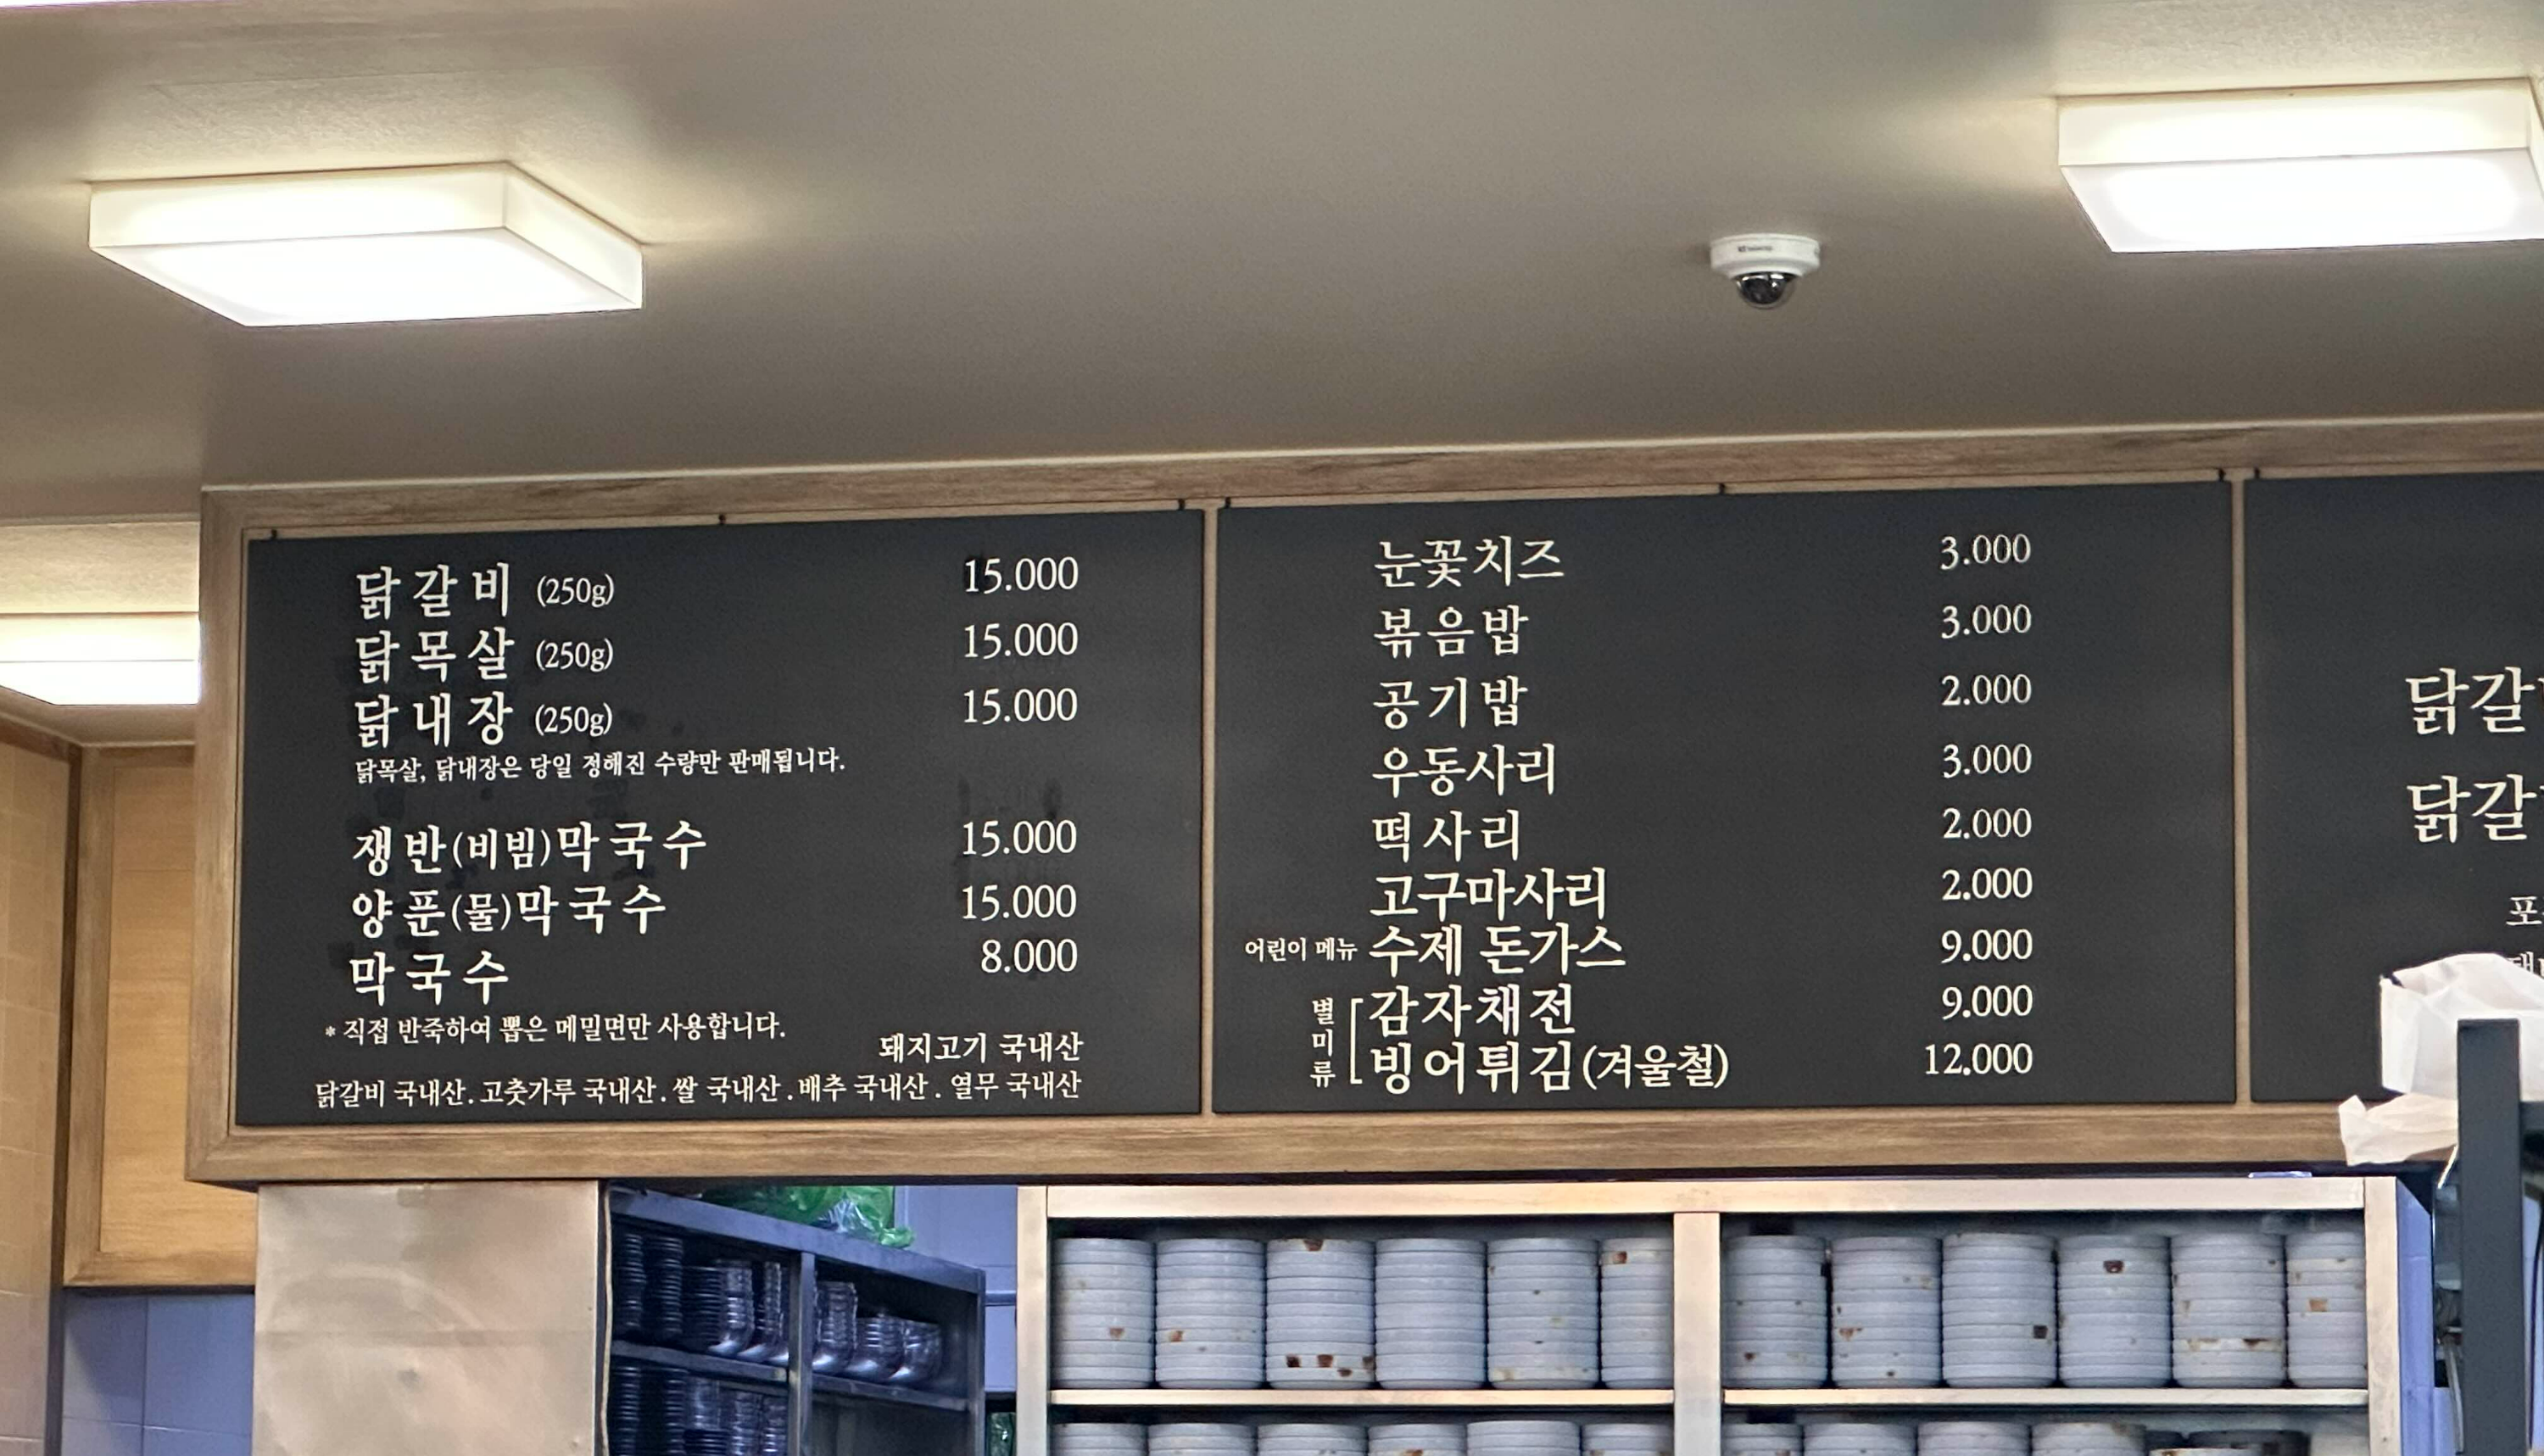 닭갈비 (250g) 15.000
닭목살 (250g) 15.000
닭내장 (250g) 15.000
닭목살, 닭내장은 당일 정해진 수량만 판매됩니다.
쟁반(비빔)막국수 15.000
양푼(물)막국수 15.000
막국수 8.000
* 직접 반죽하여 뽑은 메밀면만 사용합니다.
돼지고기 국내산
닭갈비 국내산. 고춧가루 국내산. 쌀 국내산. 배추 국내산. 열무 국내산
눈꽃치즈 3.000
볶음밥 3.000
공기밥 2.000
우동사리 3.000
떡사리 2.000
고구마사리 2.000
어린이 메뉴 수제 돈가스 9.000
별미류
감자채전 9.000
빙어튀김(겨울철) 12.000
닭갈
닭갈
포